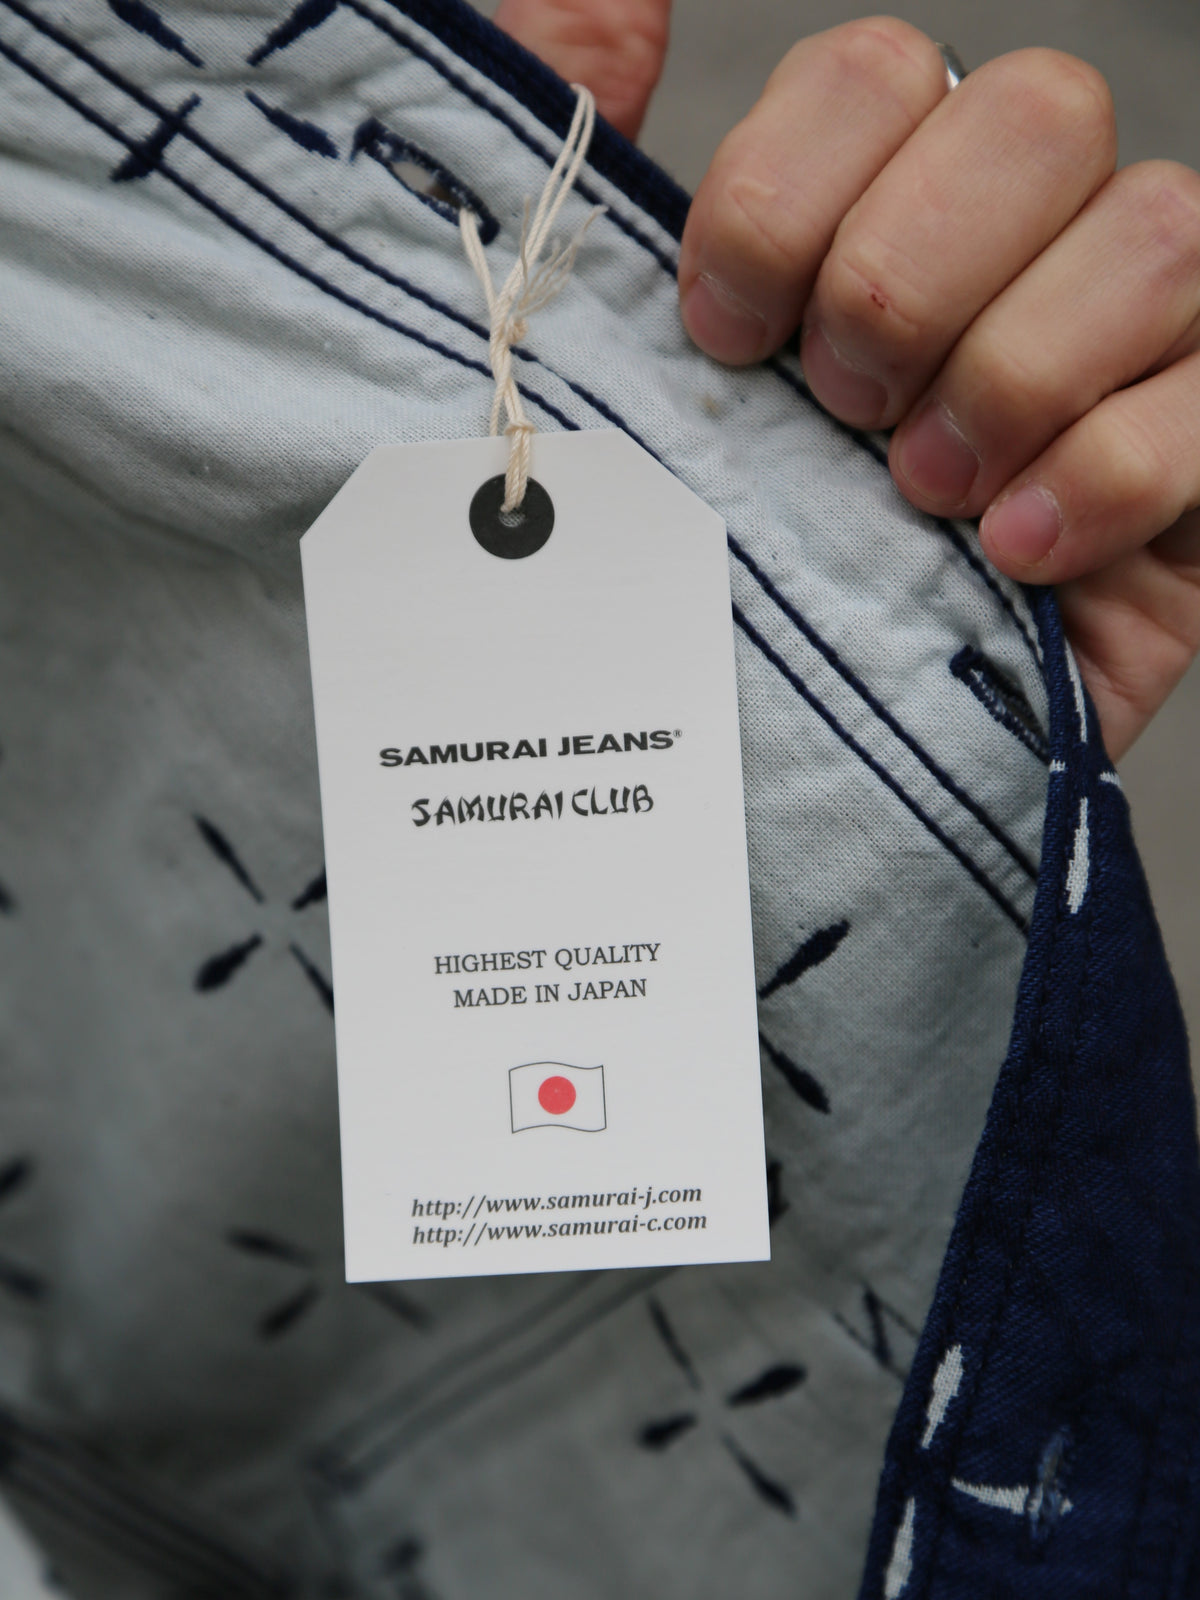 SAMURAI JEANS®
SAMURAI CLUB
HIGHEST QUALITY
MADE IN JAPAN
http://www.samurai-j.com
http://www.samurai-c.com